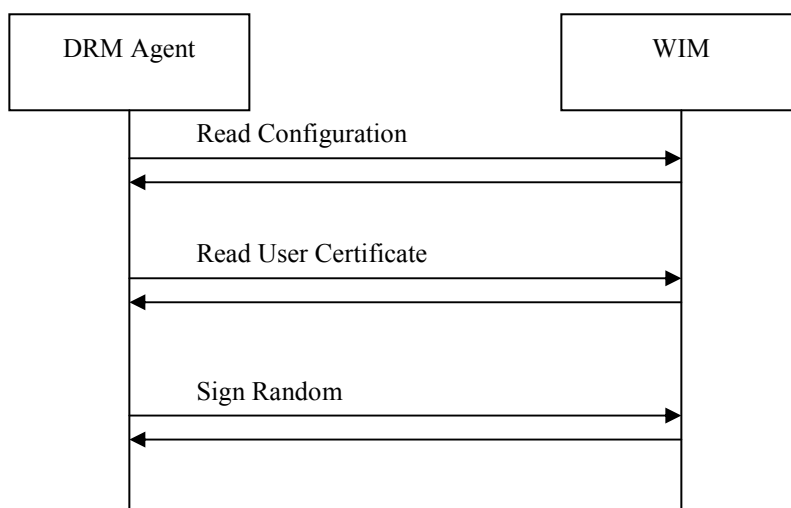 DRM Agent
WIM
Read Configuration
Read User Certificate
Sign Random